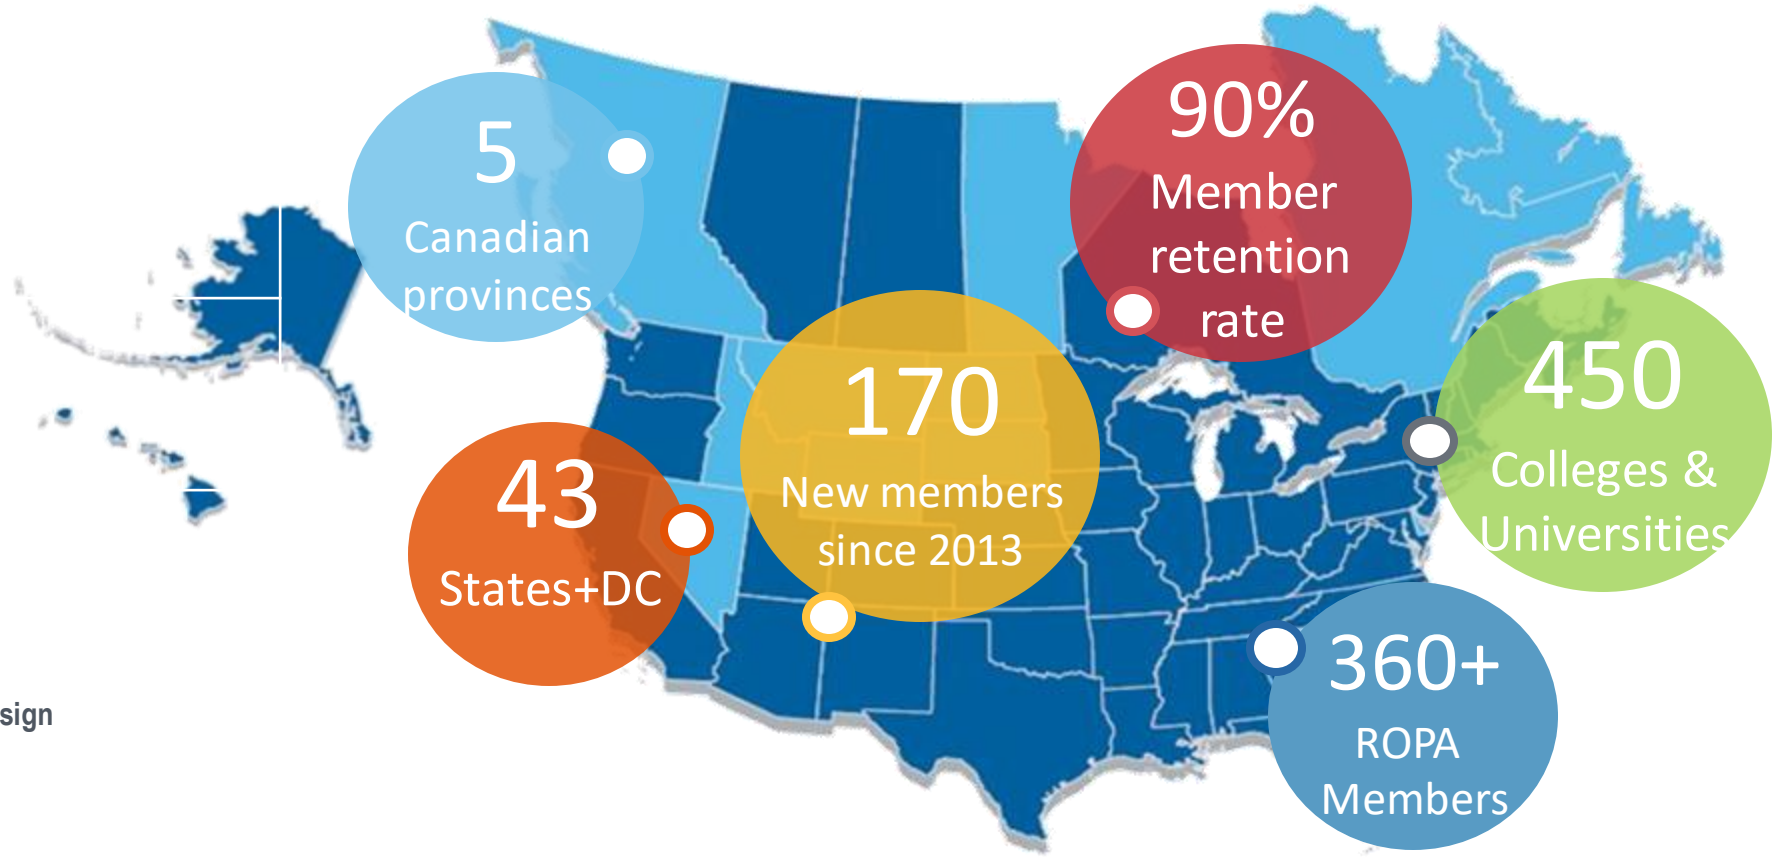 5
Canadian
provinces
90%
Member
retention
rate
170
New members
since 2013
450
Colleges &
Universities
43
States+DC
360+
ROPA
Members
sign